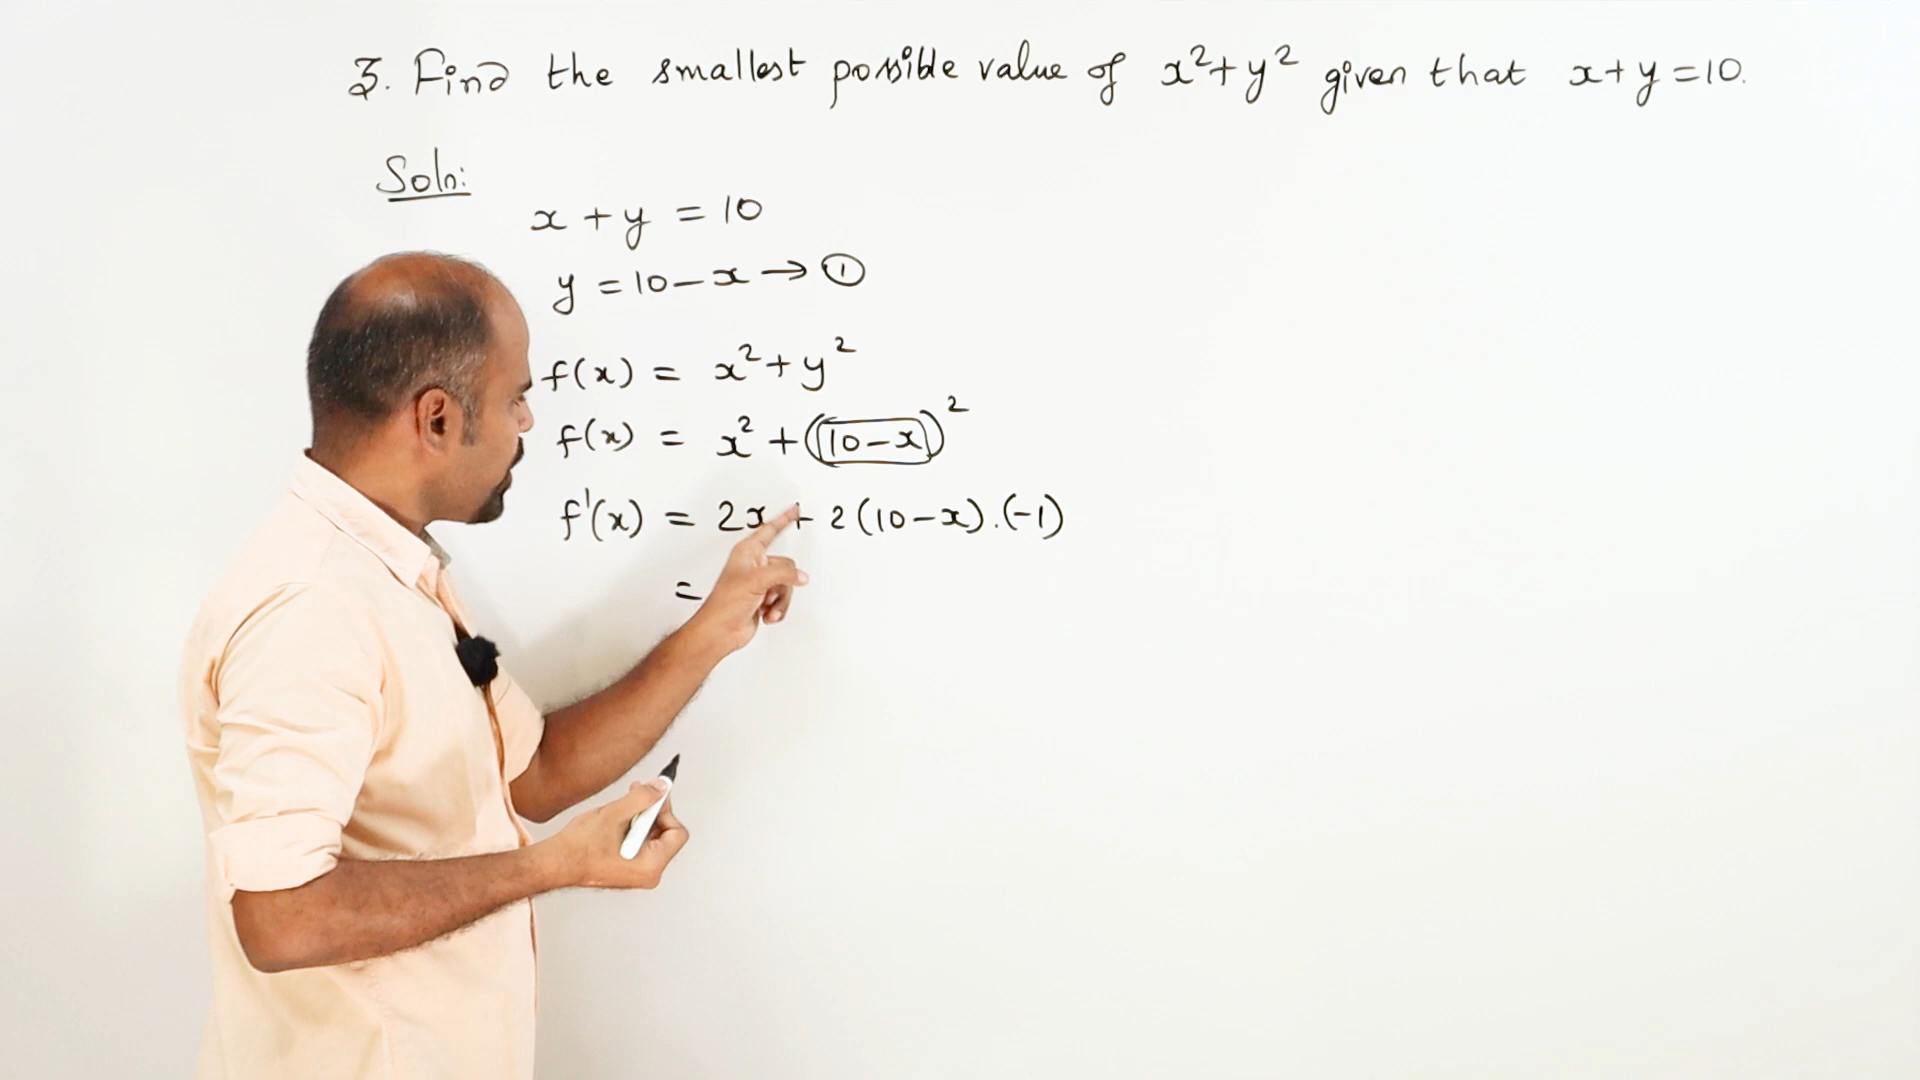 3. Find the smallest possible value of x²+y² given that x+y=10.
Soln:
x+y=10
y=10-x→①
f(x) = x²+y²
f(x) = x²+(10-x)²
f'(x) = 2x+2(10-x).(-1)
=